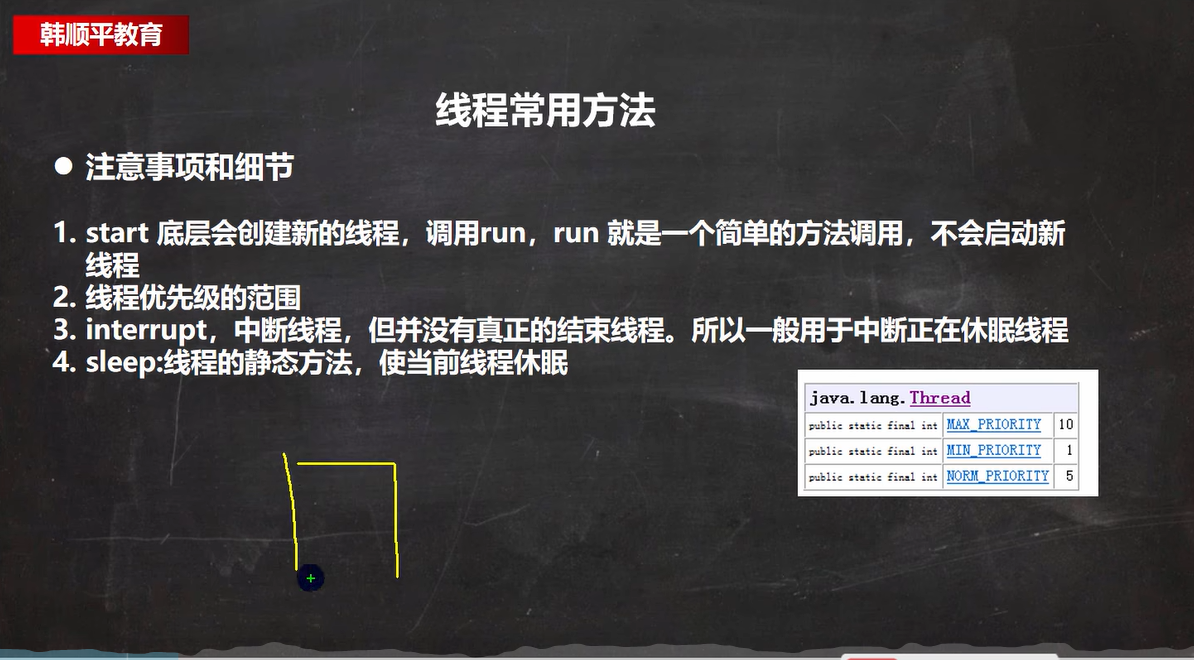 韩顺平教育
线程常用方法
● 注意事项和细节
1. start 底层会创建新的线程，调用run，run 就是一个简单的方法调用，不会启动新
线程
2. 线程优先级的范围
3. interrupt，中断线程，但并没有真正的结束线程。所以一般用于中断正在休眠线程
4. sleep:线程的静态方法，使当前线程休眠
java.lang.Thread
public static final int MAX_PRIORITY 10
public static final int MIN_PRIORITY 1
public static final int NORM_PRIORITY 5